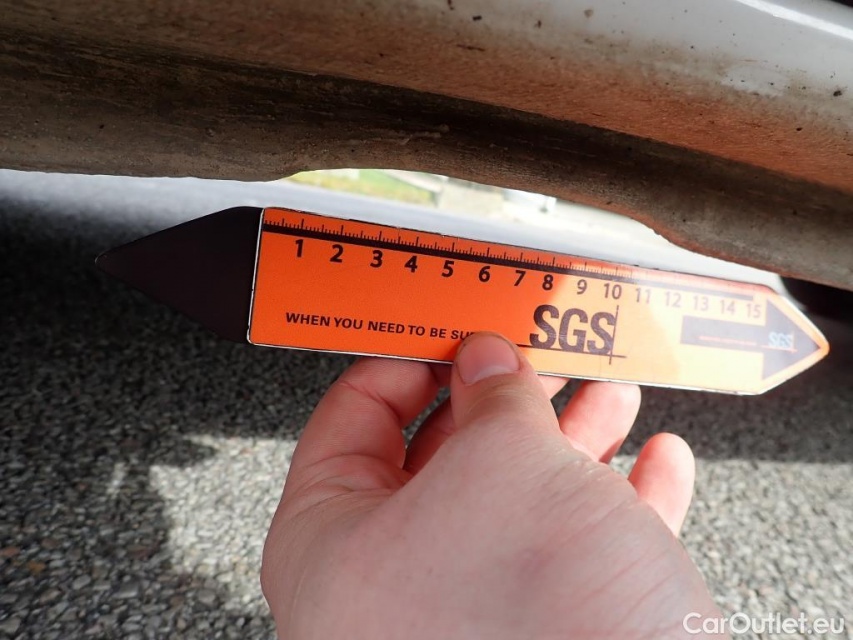 1 2 3 4 5 6 7 8 9 10 11 12 13 14 15
WHEN YOU NEED TO BE
SGS
SGS
CarOutlet.eu